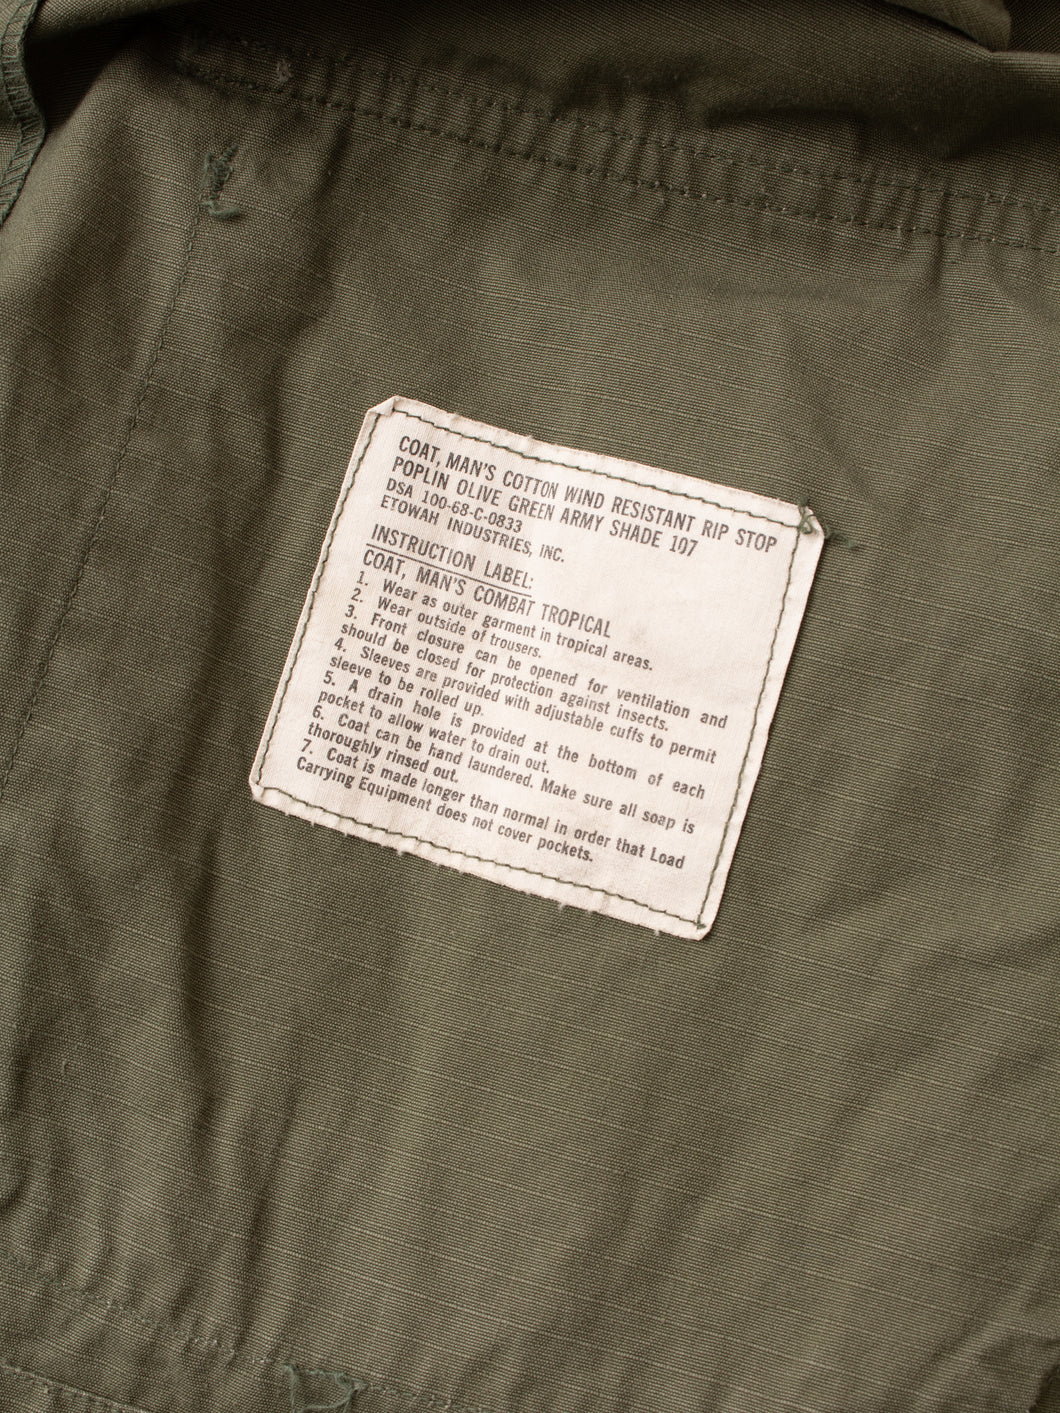 COAT, MAN'S COTTON WIND RESISTANT RIP STOP
POPLIN OLIVE GREEN ARMY SHADE 107
DSA 100-68-C-0833
ETOWAH INDUSTRIES, INC.
INSTRUCTION LABEL:
COAT, MAN'S COMBAT TROPICAL
1. Wear as outer garment in tropical areas.
2. Wear outside of trousers.
3. Front closure can be opened for ventilation and
should be closed for protection against insects.
4. Sleeves are provided with adjustable cuffs to permit
sleeve to be rolled up.
5. A drain hole is provided at the bottom of each
pocket to allow water to drain out.
6. Coat can be hand laundered. Make sure all soap is
thoroughly rinsed out.
7. Coat is made longer than normal in order that Load
Carrying Equipment does not cover pockets.